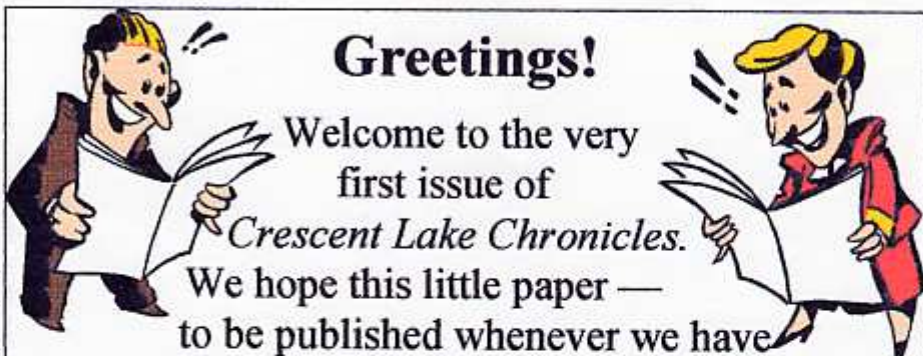 Greetings!
Welcome to the very
first issue of
Crescent Lake Chronicles.
We hope this little paper —
to be published whenever we have